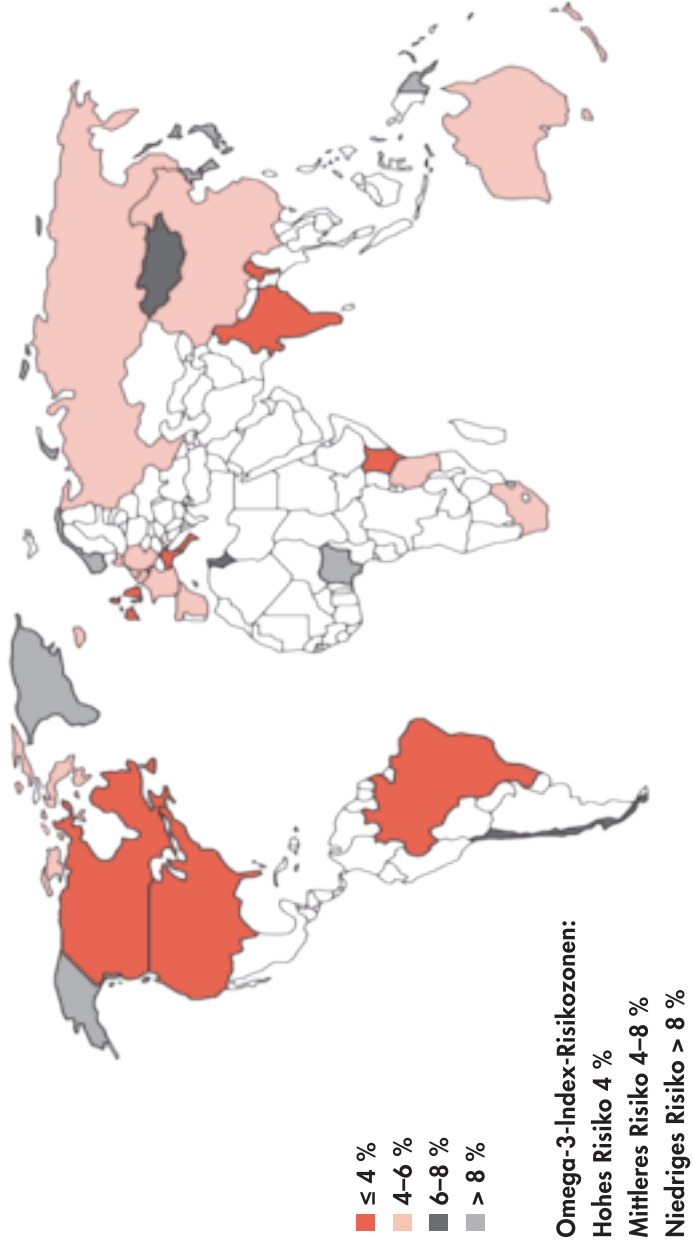 ≤ 4 %
4–6 %
6–8 %
> 8 %
Omega-3-Index-Risikozonen:
Hohes Risiko 4 %
Mittleres Risiko 4–8 %
Niedriges Risiko > 8 %